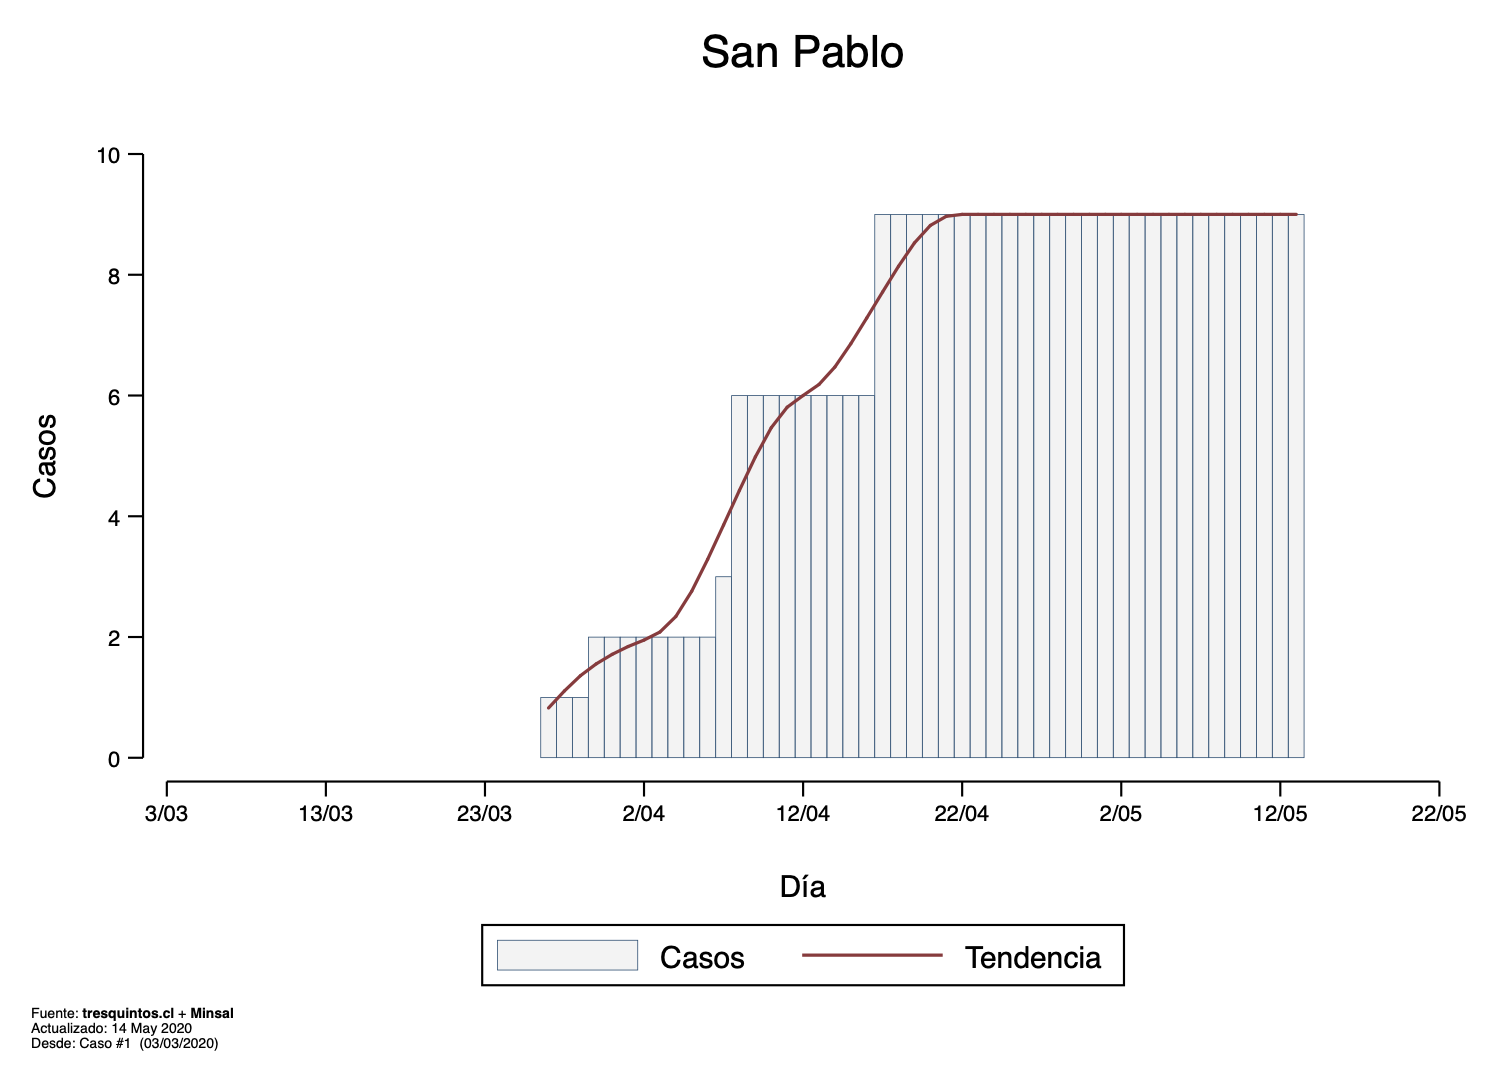 San Pablo
10
8
6
4
2
0
Casos
3/03 13/03 23/03 2/04 12/04 22/04 2/05 12/05 22/05
Día
Casos Tendencia
Fuente: tresquintos.cl + Minsal
Actualizado: 14 May 2020
Desde: Caso #1 (03/03/2020)